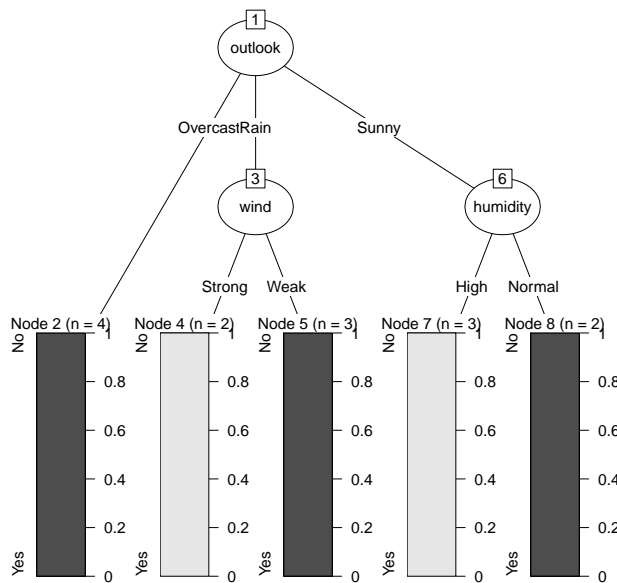 1
outlook
OvercastRain Sunny
3 6
wind humidity
Strong Weak High Normal
Node 2 (n = 4) Node 4 (n = 2) Node 5 (n = 3) Node 7 (n = 3) Node 8 (n = 2)
No 1 No 1 No 1 No 1 No 1
0.8 0.8 0.8 0.8 0.8
0.6 0.6 0.6 0.6 0.6
0.4 0.4 0.4 0.4 0.4
0.2 0.2 0.2 0.2 0.2
Yes 0 Yes 0 Yes 0 Yes 0 Yes 0